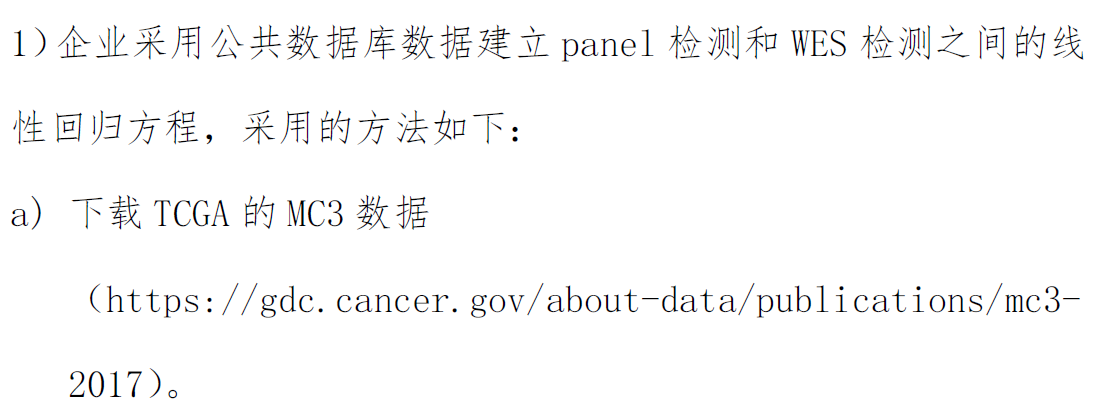 1)企业采用公共数据库数据建立 panel 检测和 WES 检测之间的线
性回归方程，采用的方法如下：
a) 下载 TCGA 的 MC3 数据
（https://gdc.cancer.gov/about-data/publications/mc3-
2017）。